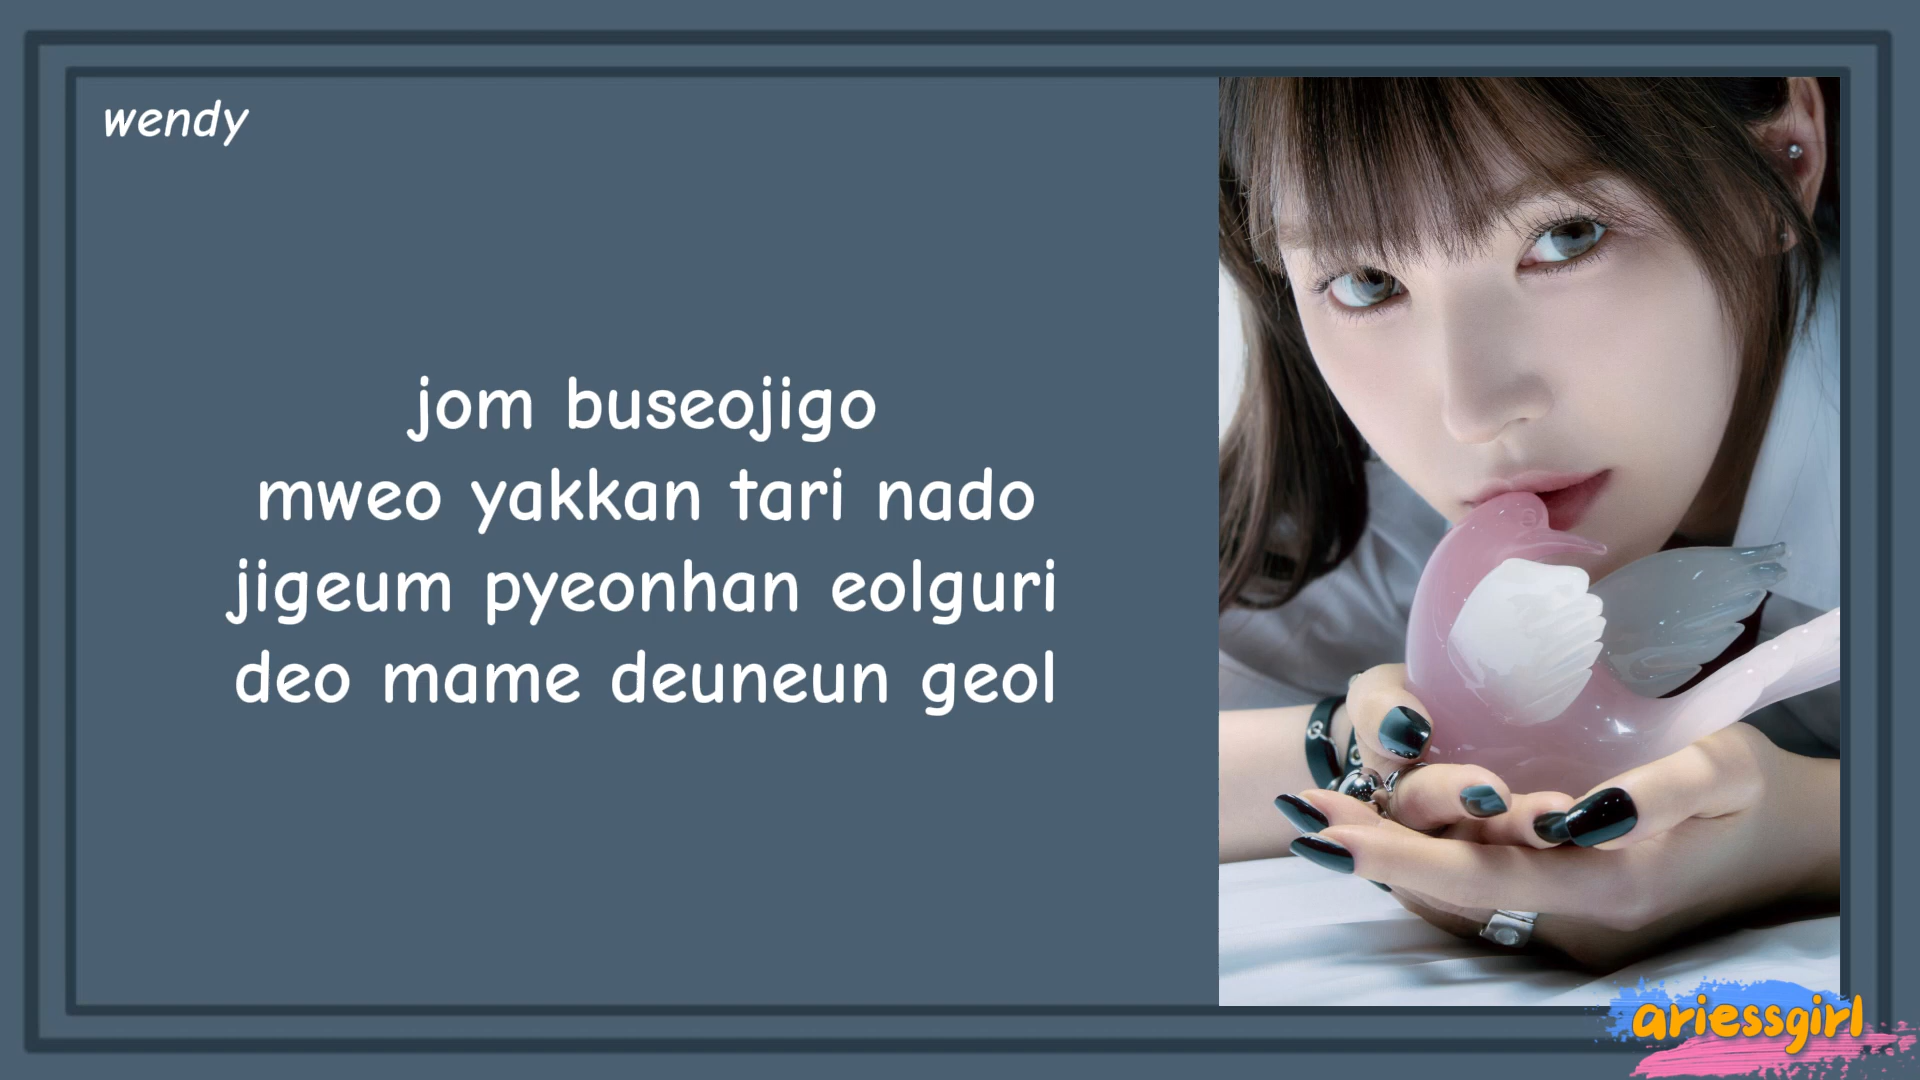 wendy
jom buseojigo
mweo yakkan tari nado
jigeum pyeonhan eolguri
deo mame deuneun geol
ariessgirl